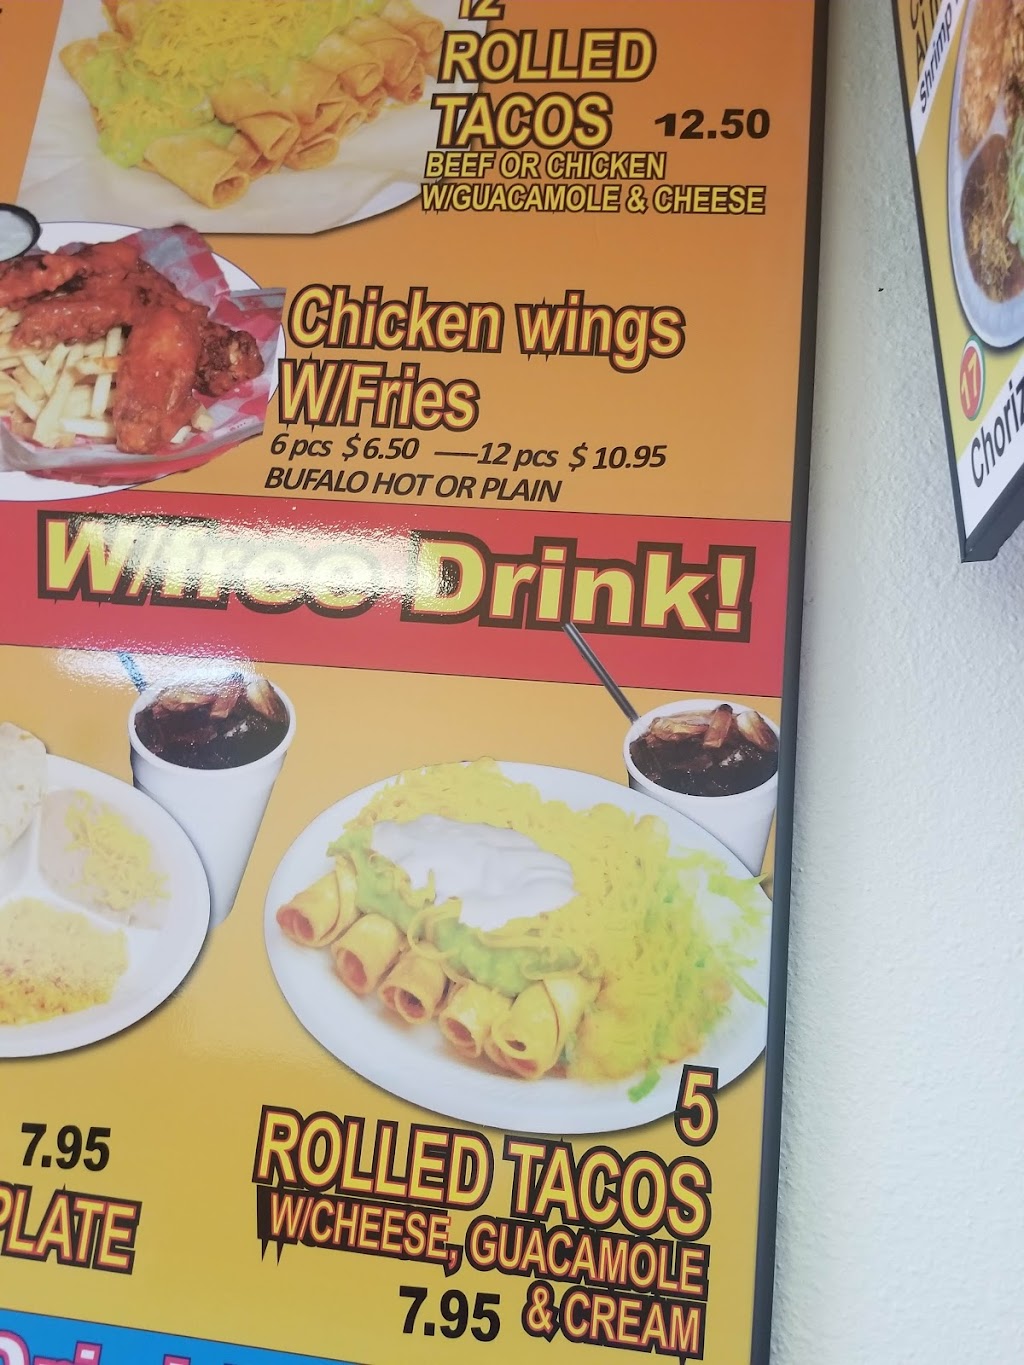 12
ROLLED
TACOS 12.50
BEEF OR CHICKEN
W/GUACAMOLE & CHEESE
Chicken wings
W/Fries
6 pcs $ 6.50 —12 pcs $ 10.95
BUFALO HOT OR PLAIN
W/free Drink!
7.95
PLATE
5
ROLLED TACOS
W/CHEESE, GUACAMOLE
7.95 & CREAM
Shrimp
17